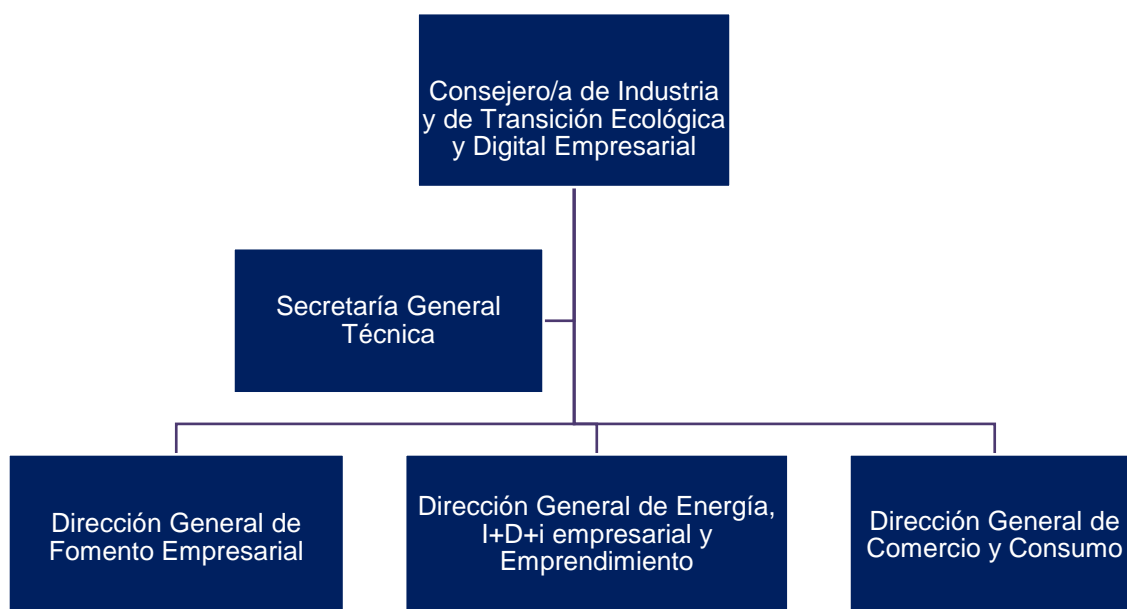 Consejero/a de Industria
y de Transición Ecológica
y Digital Empresarial
Secretaría General
Técnica
Dirección General de
Fomento Empresarial
Dirección General de Energía,
I+D+i empresarial y
Emprendimiento
Dirección General de
Comercio y Consumo